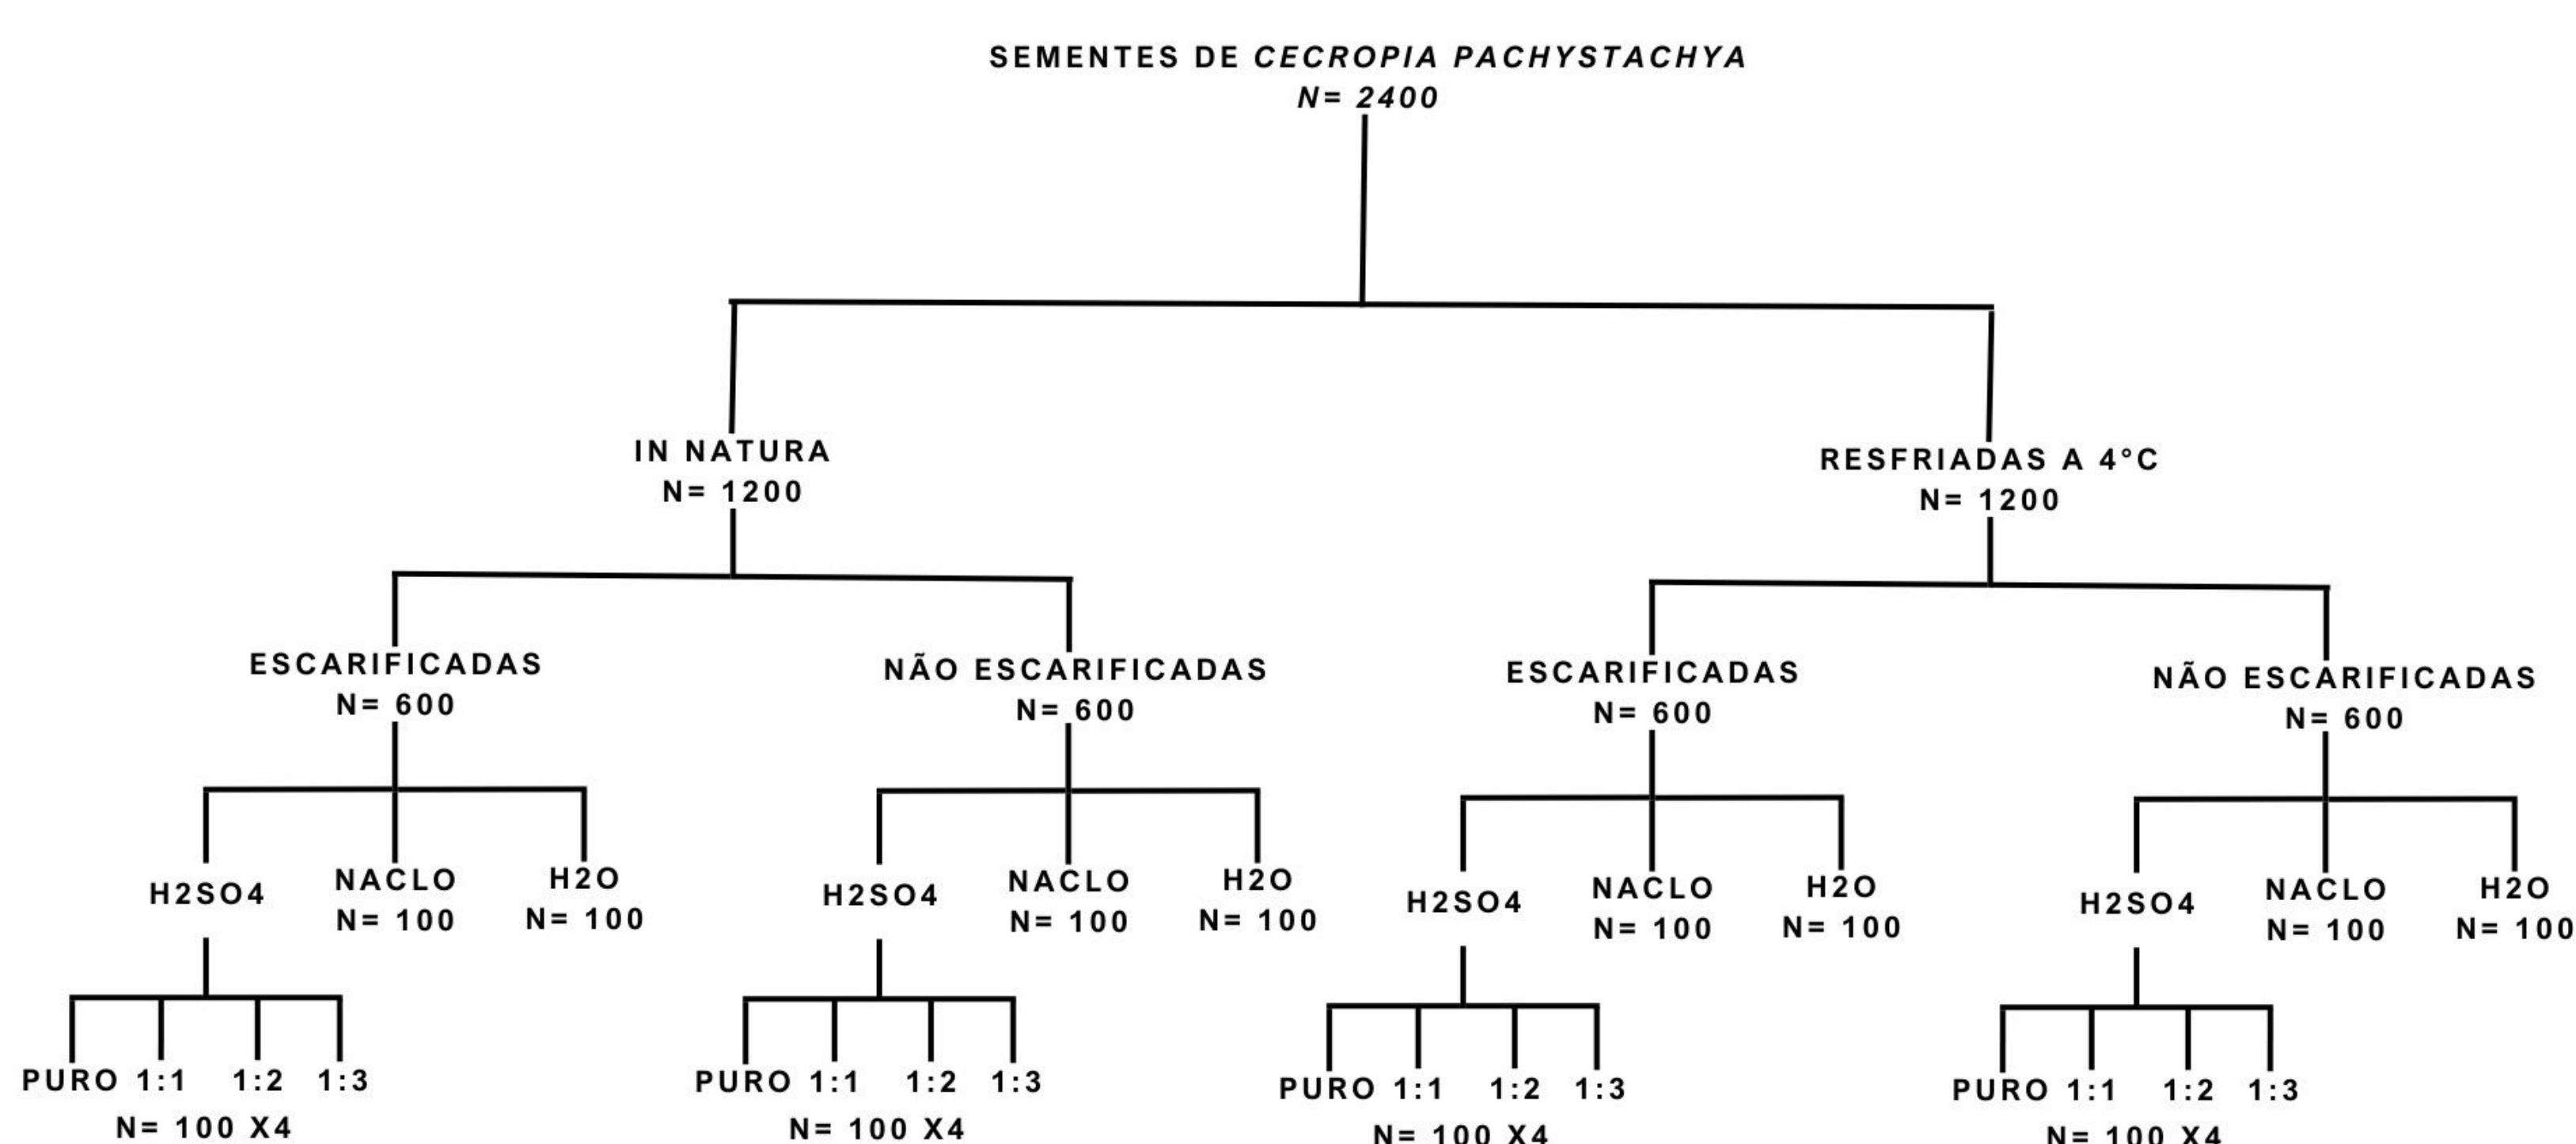 SEMENTES DE CECROPIA PACHYSTACHYA
N= 2400
IN NATURA
N= 1200
RESFRIADAS A 4°C
N= 1200
ESCARIFICADAS
N= 600
NÃO ESCARIFICADAS
N= 600
ESCARIFICADAS
N= 600
NÃO ESCARIFICADAS
N= 600
H2SO4
NACLO
N= 100
H2O
N= 100
H2SO4
NACLO
N= 100
H2O
N= 100
H2SO4
NACLO
N= 100
H2O
N= 100
H2SO4
NACLO
N= 100
H2O
N= 100
PURO 1:1 1:2 1:3
N= 100 X4
PURO 1:1 1:2 1:3
N= 100 X4
PURO 1:1 1:2 1:3
N= 100 X4
PURO 1:1 1:2 1:3
N= 100 X4